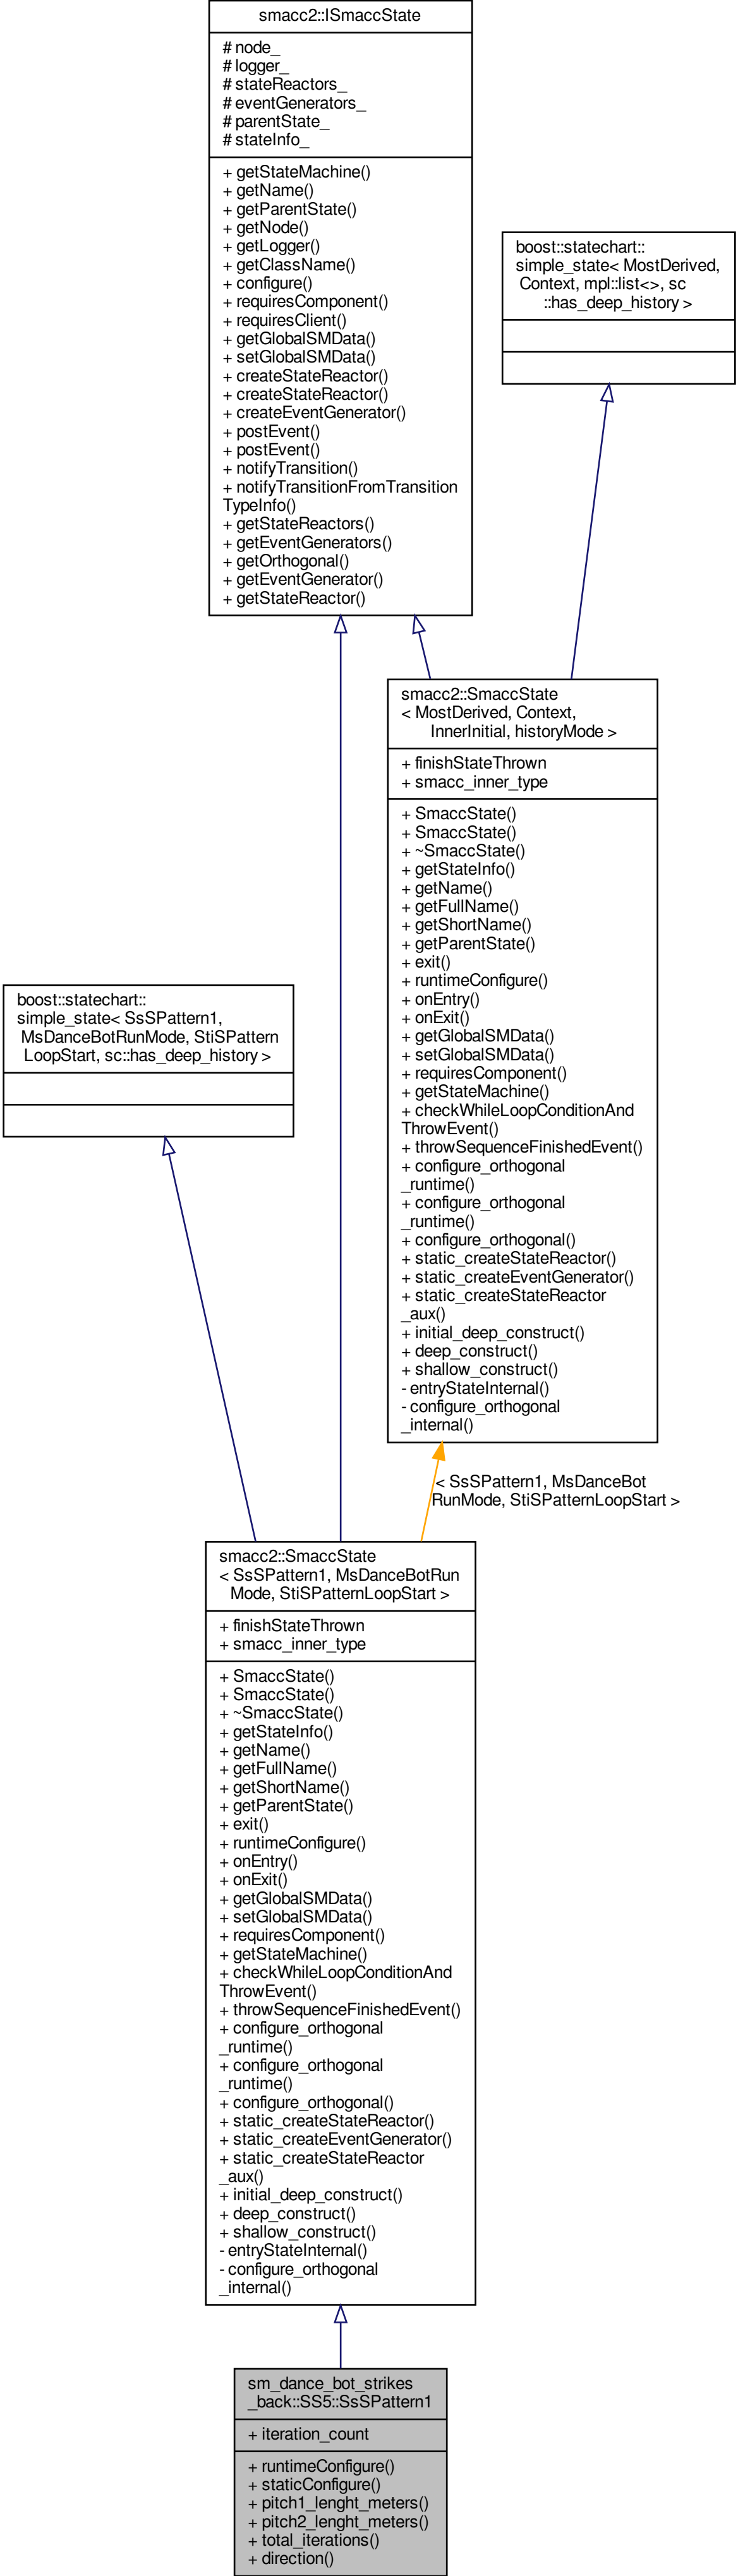 smacc2::ISmaccState
# node_
# logger_
# stateReactors_
# eventGenerators_
# parentState_
# stateInfo_
+ getStateMachine()
+ getName()
+ getParentState()
+ getNode()
+ getLogger()
+ getClassName()
+ configure()
+ requiresComponent()
+ requiresClient()
+ getGlobalSMData()
+ setGlobalSMData()
+ createStateReactor()
+ createStateReactor()
+ createEventGenerator()
+ postEvent()
+ postEvent()
+ notifyTransition()
+ notifyTransitionFromTransition
TypeInfo()
+ getStateReactors()
+ getEventGenerators()
+ getOrthogonal()
+ getEventGenerator()
+ getStateReactor()
boost::statechart::
simple_state< MostDerived,
Context, mpl::list<>, sc
::has_deep_history >
smacc2::SmaccState
< MostDerived, Context,
InnerInitial, historyMode >
+ finishStateThrown
+ smacc_inner_type
+ SmaccState()
+ SmaccState()
+ ~SmaccState()
+ getStateInfo()
+ getName()
+ getFullName()
+ getShortName()
+ getParentState()
+ exit()
+ runtimeConfigure()
+ onEntry()
+ onExit()
+ getGlobalSMData()
+ setGlobalSMData()
+ requiresComponent()
+ getStateMachine()
+ checkWhileLoopConditionAnd
ThrowEvent()
+ throwSequenceFinishedEvent()
+ configure_orthogonal
_runtime()
+ configure_orthogonal
_runtime()
+ configure_orthogonal()
+ static_createStateReactor()
+ static_createEventGenerator()
+ static_createStateReactor
_aux()
+ initial_deep_construct()
+ deep_construct()
+ shallow_construct()
- entryStateInternal()
- configure_orthogonal
_internal()
boost::statechart::
simple_state< SsSPattern1,
MsDanceBotRunMode, StiSPattern
LoopStart, sc::has_deep_history >
< SsSPattern1, MsDanceBot
RunMode, StiSPatternLoopStart >
smacc2::SmaccState
< SsSPattern1, MsDanceBotRun
Mode, StiSPatternLoopStart >
+ finishStateThrown
+ smacc_inner_type
+ SmaccState()
+ SmaccState()
+ ~SmaccState()
+ getStateInfo()
+ getName()
+ getFullName()
+ getShortName()
+ getParentState()
+ exit()
+ runtimeConfigure()
+ onEntry()
+ onExit()
+ getGlobalSMData()
+ setGlobalSMData()
+ requiresComponent()
+ getStateMachine()
+ checkWhileLoopConditionAnd
ThrowEvent()
+ throwSequenceFinishedEvent()
+ configure_orthogonal
_runtime()
+ configure_orthogonal
_runtime()
+ configure_orthogonal()
+ static_createStateReactor()
+ static_createEventGenerator()
+ static_createStateReactor
_aux()
+ initial_deep_construct()
+ deep_construct()
+ shallow_construct()
- entryStateInternal()
- configure_orthogonal
_internal()
sm_dance_bot_strikes
_back::SS5::SsSPattern1
+ iteration_count
+ runtimeConfigure()
+ staticConfigure()
+ pitch1_lenght_meters()
+ pitch2_lenght_meters()
+ total_iterations()
+ direction()